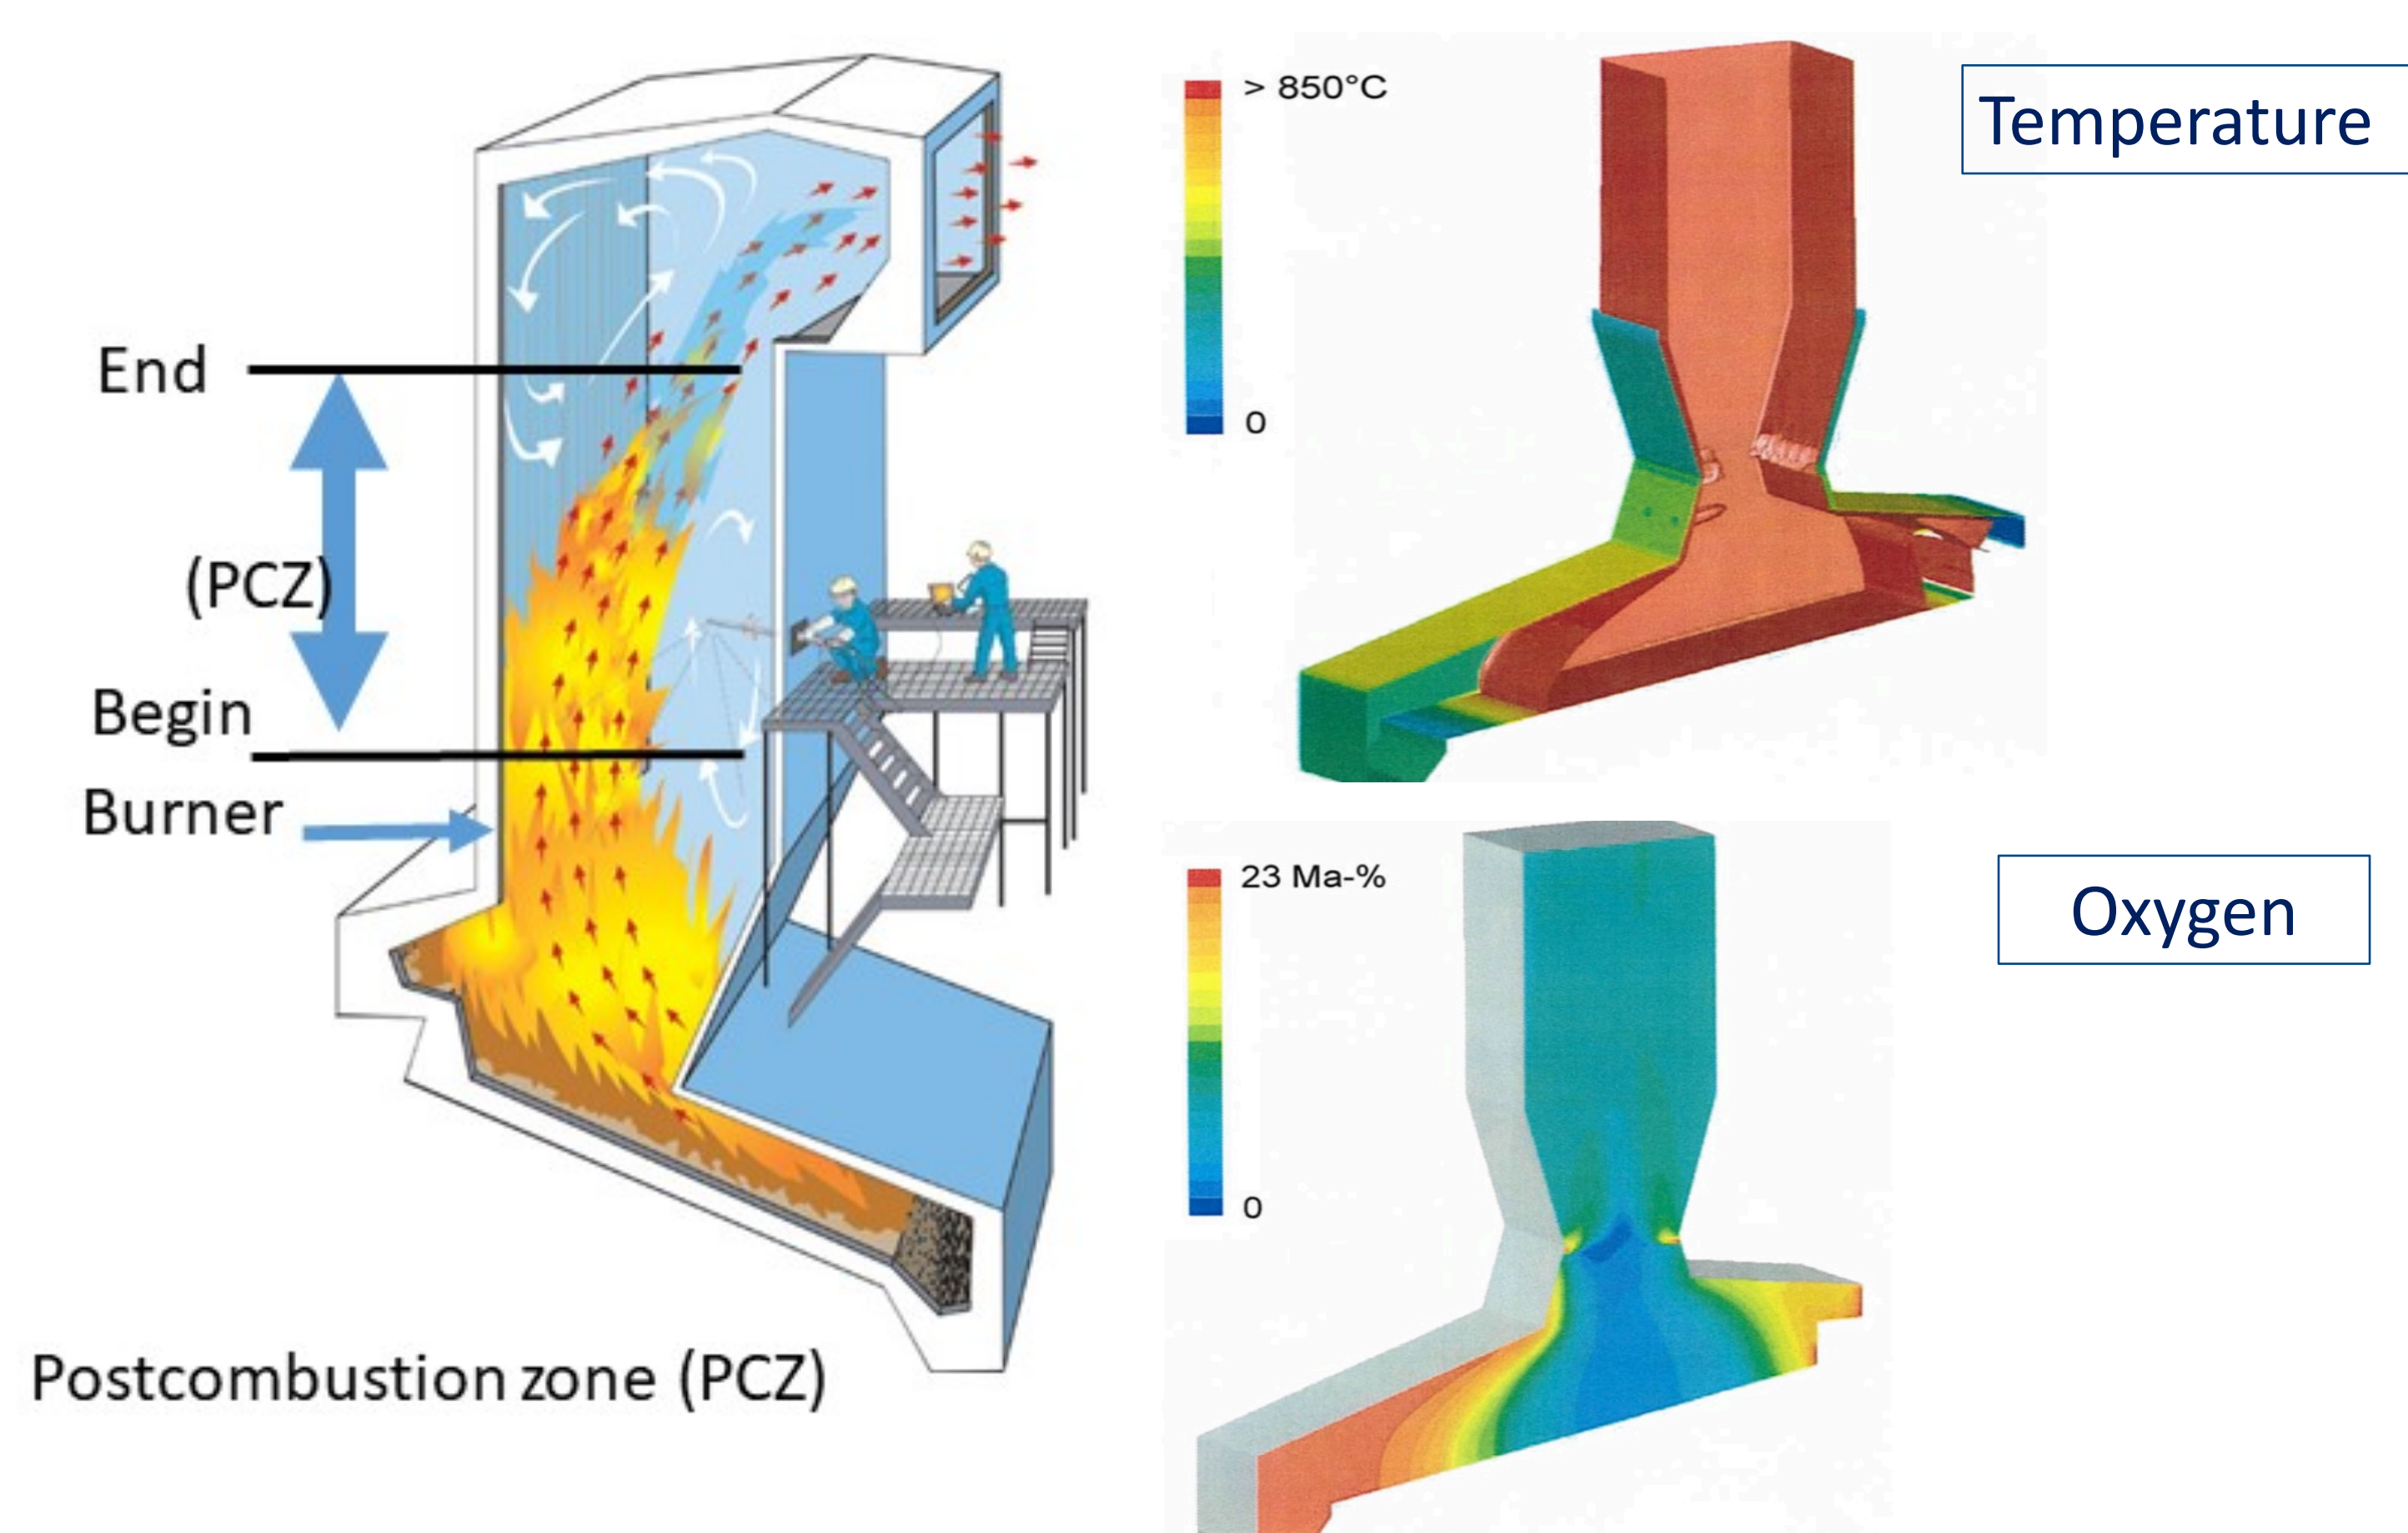 End
(PCZ)
Begin
Burner
Postcombustion zone (PCZ)
> 850°C
0
Temperature
23 Ma-%
0
Oxygen